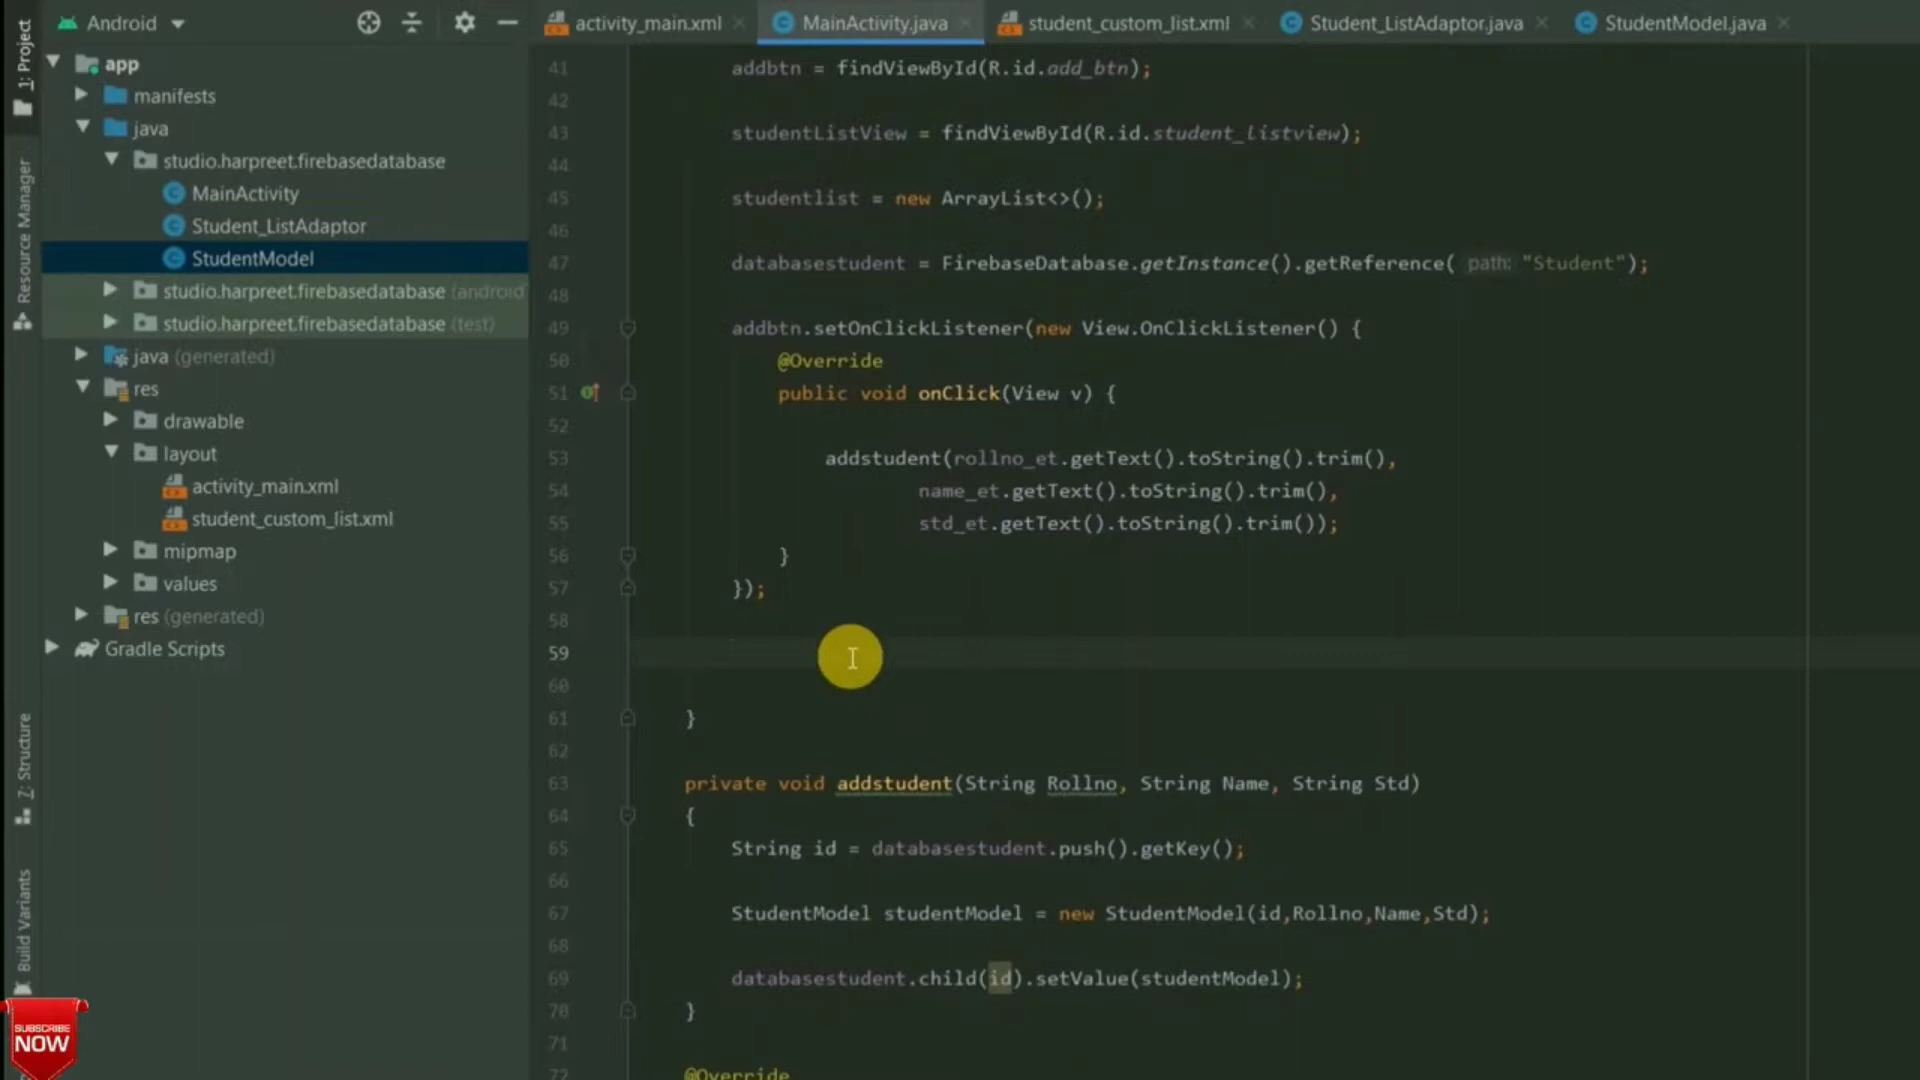 Android
activity_main.xml
MainActivity.java
student_custom_list.xml
Student_ListAdaptor.java
StudentModel.java
1: Project
Resource Manager
7: Structure
Build Variants
app
manifests
java
studio.harpreet.firebasedatabase
MainActivity
Student_ListAdaptor
StudentModel
studio.harpreet.firebasedatabase (android
studio.harpreet.firebasedatabase (test)
java (generated)
res
drawable
layout
activity_main.xml
student_custom_list.xml
mipmap
values
res (generated)
Gradle Scripts
41 addbtn = findViewById(R.id.add_btn);
42
43 studentListView = findViewById(R.id.student_listview);
44
45 studentlist = new ArrayList<>();
46
47 databasestudent = FirebaseDatabase.getInstance().getReference( path: "Student");
48
49 addbtn.setOnClickListener(new View.OnClickListener() {
50 @Override
51 public void onClick(View v) {
52
53 addstudent(rollno_et.getText().toString().trim(),
54 name_et.getText().toString().trim(),
55 std_et.getText().toString().trim());
56 }
57 });
58
59
60
61 }
62
63 private void addstudent(String Rollno, String Name, String Std)
64 {
65 String id = databasestudent.push().getKey();
66
67 StudentModel studentModel = new StudentModel(id,Rollno,Name,Std);
68
69 databasestudent.child(id).setValue(studentModel);
70 }
71
72 @Override
SUBSCRIBE
NOW